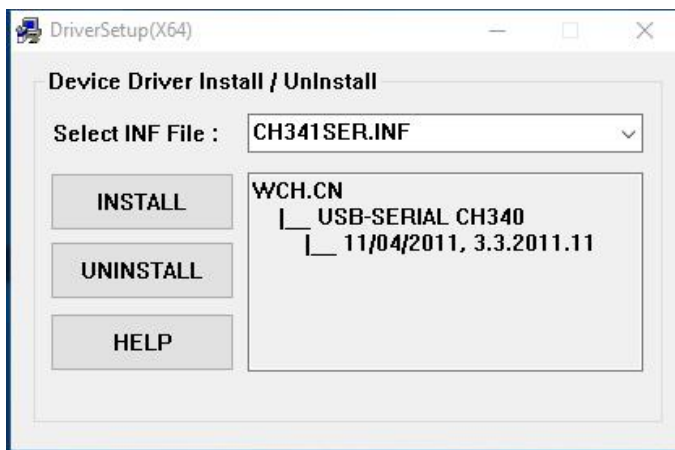 DriverSetup(X64)
Device Driver Install / UnInstall
Select INF File :
CH341SER.INF
INSTALL
UNINSTALL
HELP
WCH.CN
|__ USB-SERIAL CH340
|__ 11/04/2011, 3.3.2011.11